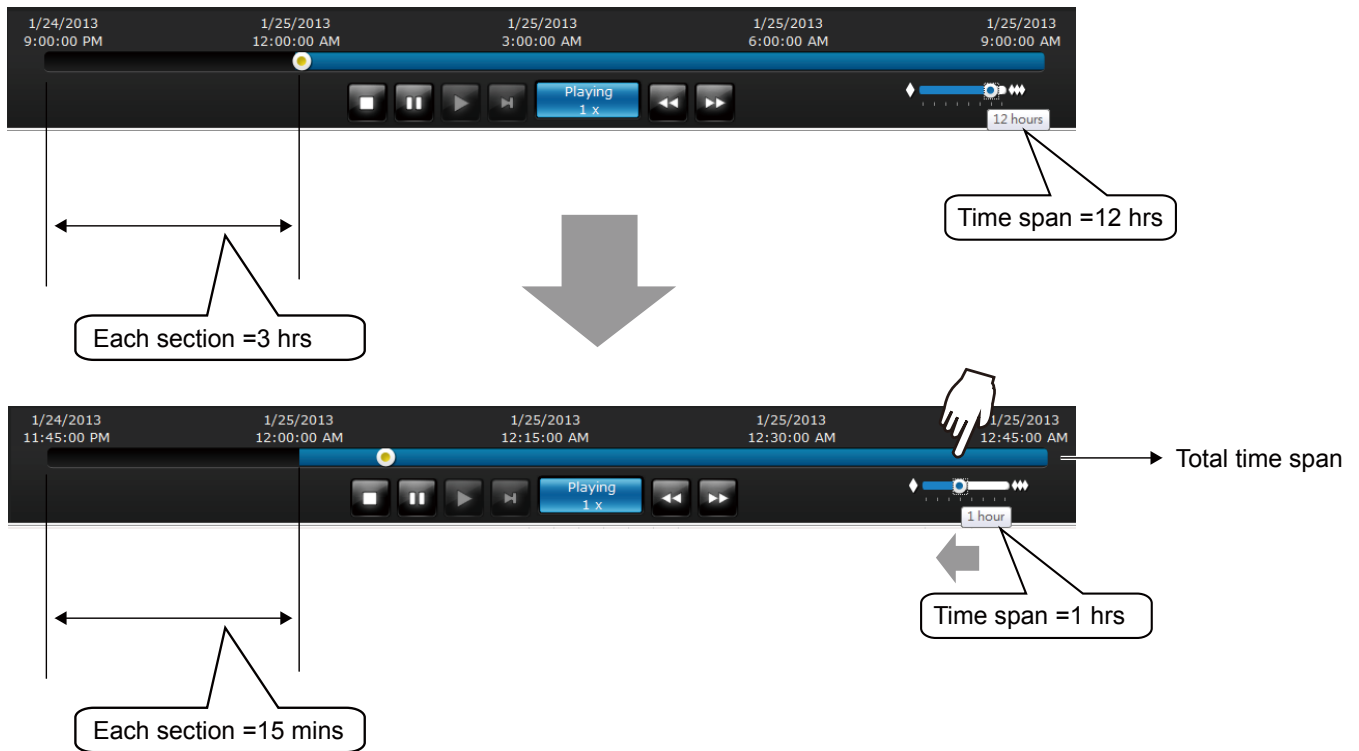 1/24/2013 1/25/2013 1/25/2013 1/25/2013 1/25/2013
9:00:00 PM 12:00:00 AM 3:00:00 AM 6:00:00 AM 9:00:00 AM
Playing
1 x
12 hours
Time span =12 hrs
Each section =3 hrs
1/24/2013 1/25/2013 1/25/2013 1/25/2013 1/25/2013
11:45:00 PM 12:00:00 AM 12:15:00 AM 12:30:00 AM 12:45:00 AM
Total time span
Playing
1 x
1 hour
Time span =1 hrs
Each section =15 mins